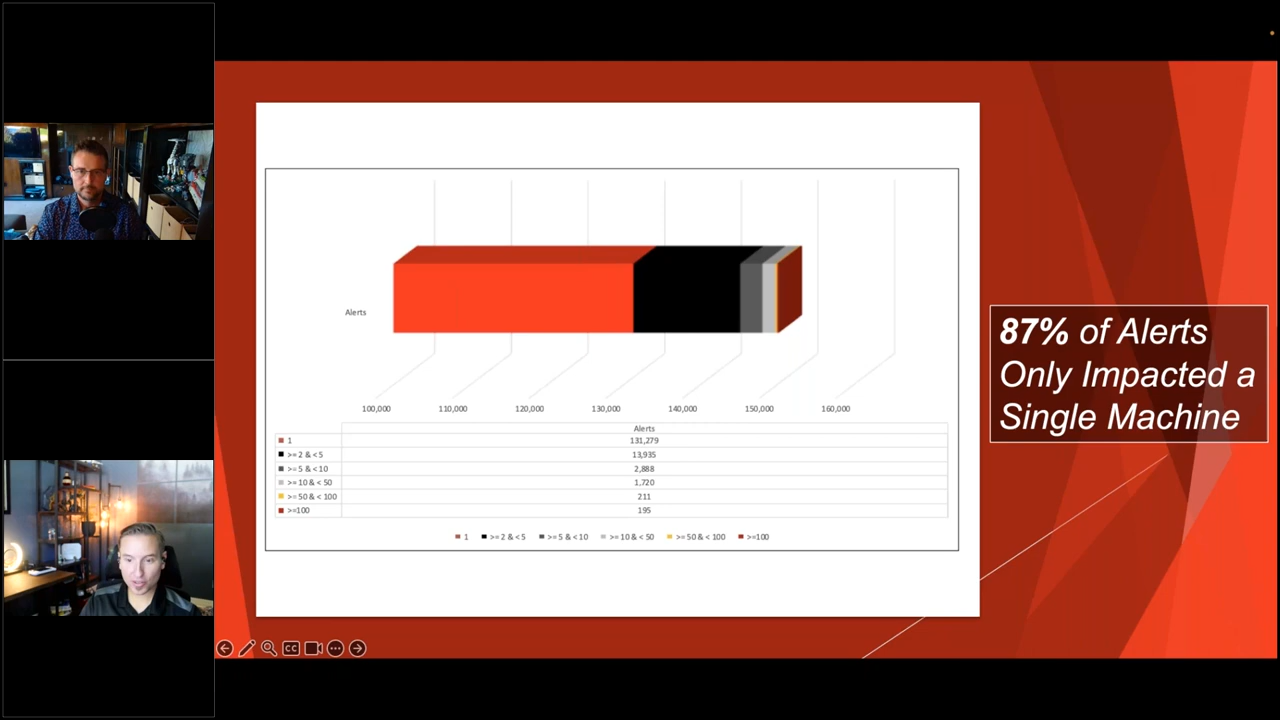 Alerts
100,000 110,000 120,000 130,000 140,000 150,000 160,000
Alerts
1 131,279
>= 2 & < 5 13,935
>= 5 & < 10 2,888
>= 10 & < 50 1,720
>= 50 & < 100 211
>=100 195
1 >= 2 & < 5 >= 5 & < 10 >= 10 & < 50 >= 50 & < 100 >=100
87% of Alerts
Only Impacted a
Single Machine
CC